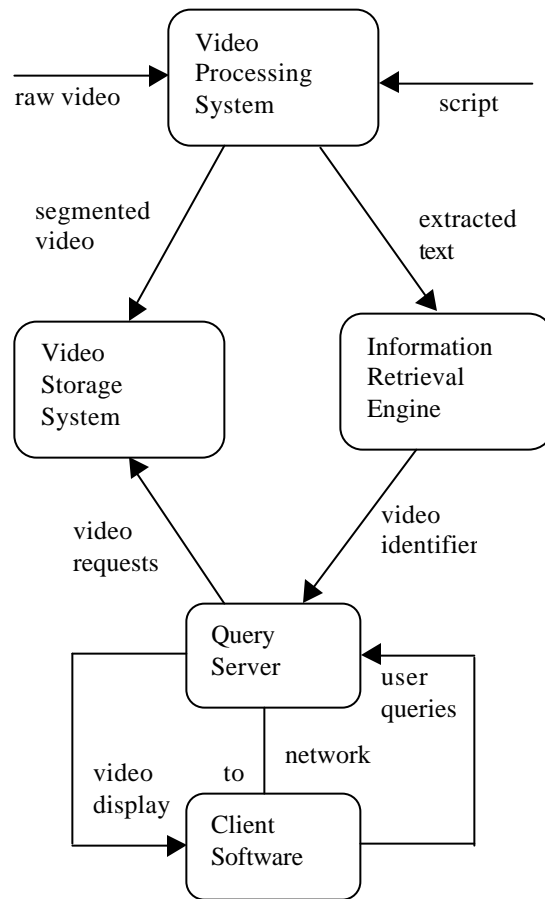 Video
Processing
System
raw video
script
segmented
video
extracted
text
Video
Storage
System
Information
Retrieval
Engine
video
requests
video
identifier
Query
Server
user
queries
network
to
video
display
Client
Software